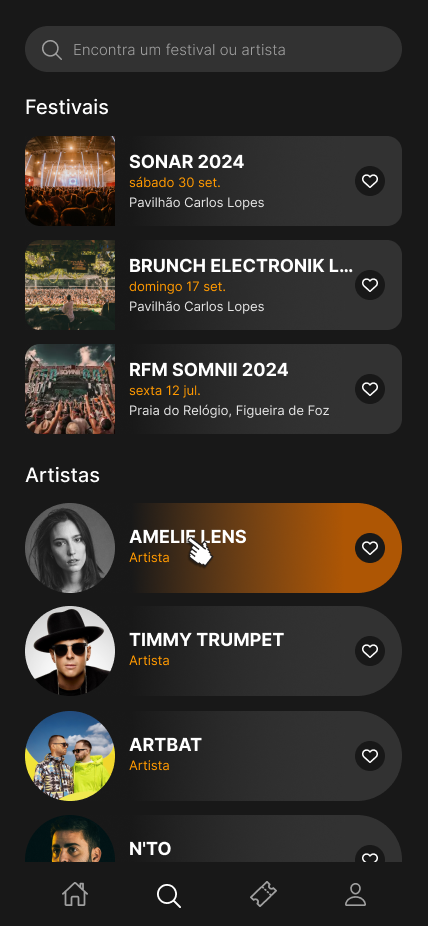 Encontra um festival ou artista
Festivais
SONAR 2024
sábado 30 set.
Pavilhão Carlos Lopes
BRUNCH ELECTRONIK L...
domingo 17 set.
Pavilhão Carlos Lopes
RFM SOMNII 2024
sexta 12 jul.
Praia do Relógio, Figueira de Foz
Artistas
AMELIE LENS
Artista
TIMMY TRUMPET
Artista
ARTBAT
Artista
N'TO